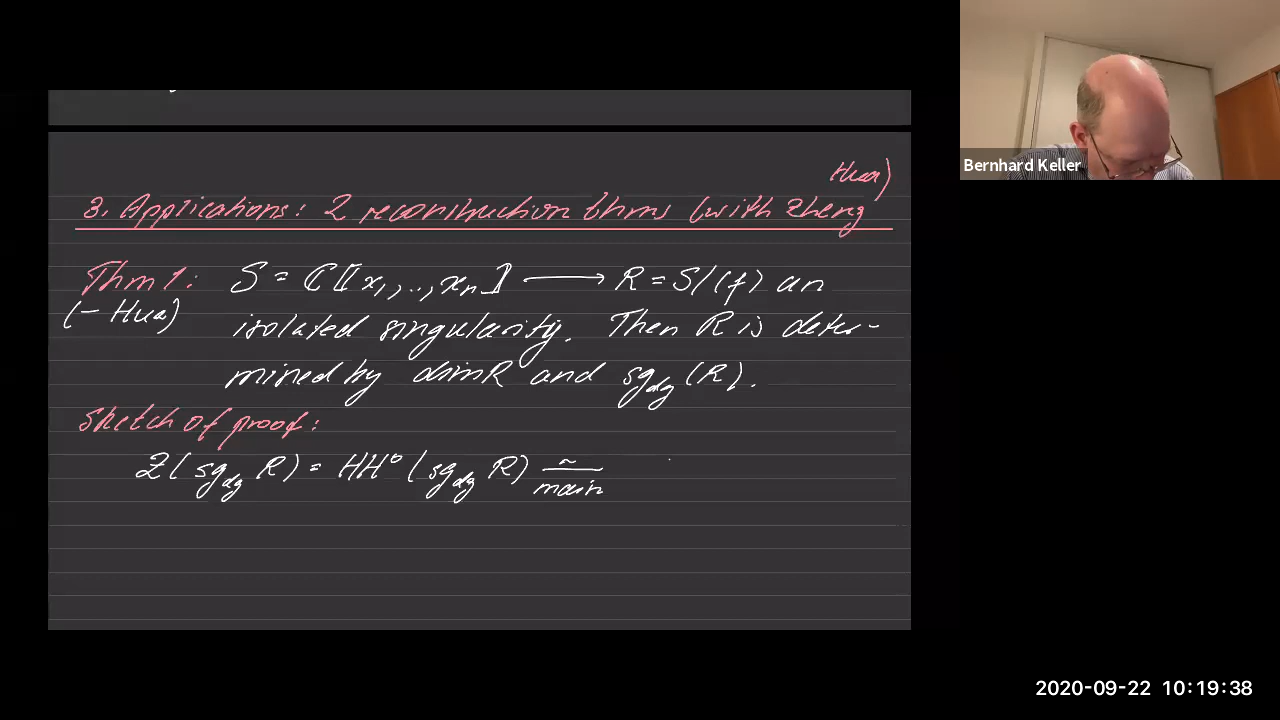 Hua)
3. Applications: 2 reconstruction thms (with Zheng
Thm 1: S = ℂ[[x₁, .., xₙ]] ⟶ R = S/(f) an
(– Hua) isolated singularity. Then R is deter-
mined by dim R and sg_dg (R).
Sketch of proof:
Z(sg_dg R) = HH⁰(sg_dg R) ~
main
Bernhard Keller
2020-09-22 10:19:38